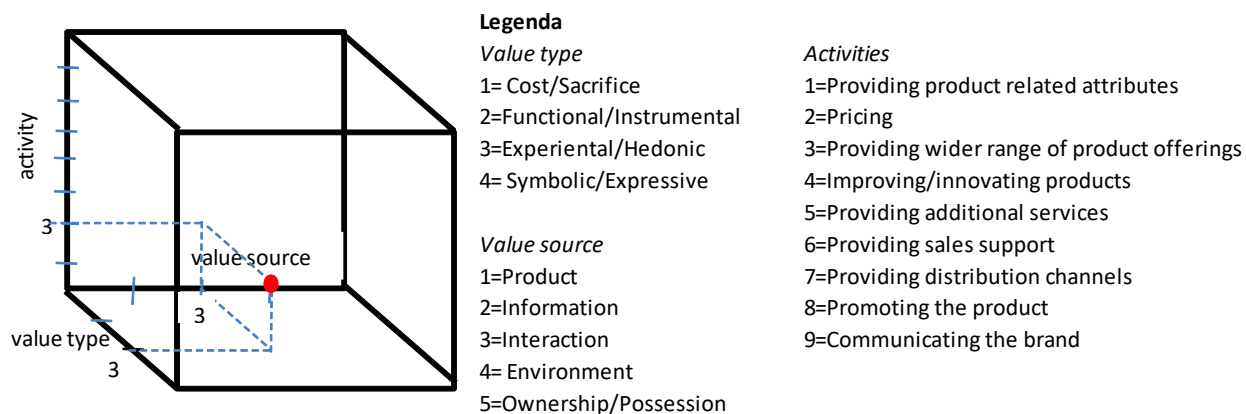 activity
3
value source
3
value type
3
Legenda
Value type
1= Cost/Sacrifice
2=Functional/Instrumental
3=Experiental/Hedonic
4= Symbolic/Expressive
Value source
1=Product
2=Information
3=Interaction
4= Environment
5=Ownership/Possession
Activities
1=Providing product related attributes
2=Pricing
3=Providing wider range of product offerings
4=Improving/innovating products
5=Providing additional services
6=Providing sales support
7=Providing distribution channels
8=Promoting the product
9=Communicating the brand